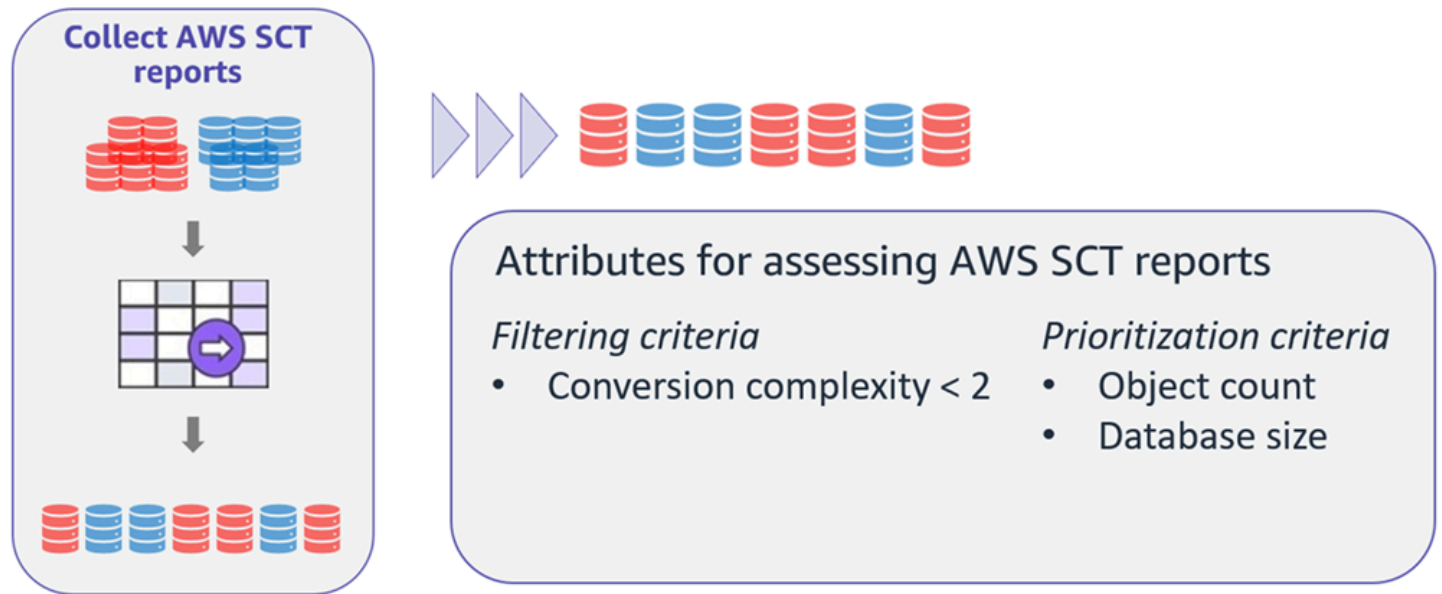 Collect AWS SCT
reports
Attributes for assessing AWS SCT reports
Filtering criteria
• Conversion complexity < 2
Prioritization criteria
• Object count
• Database size